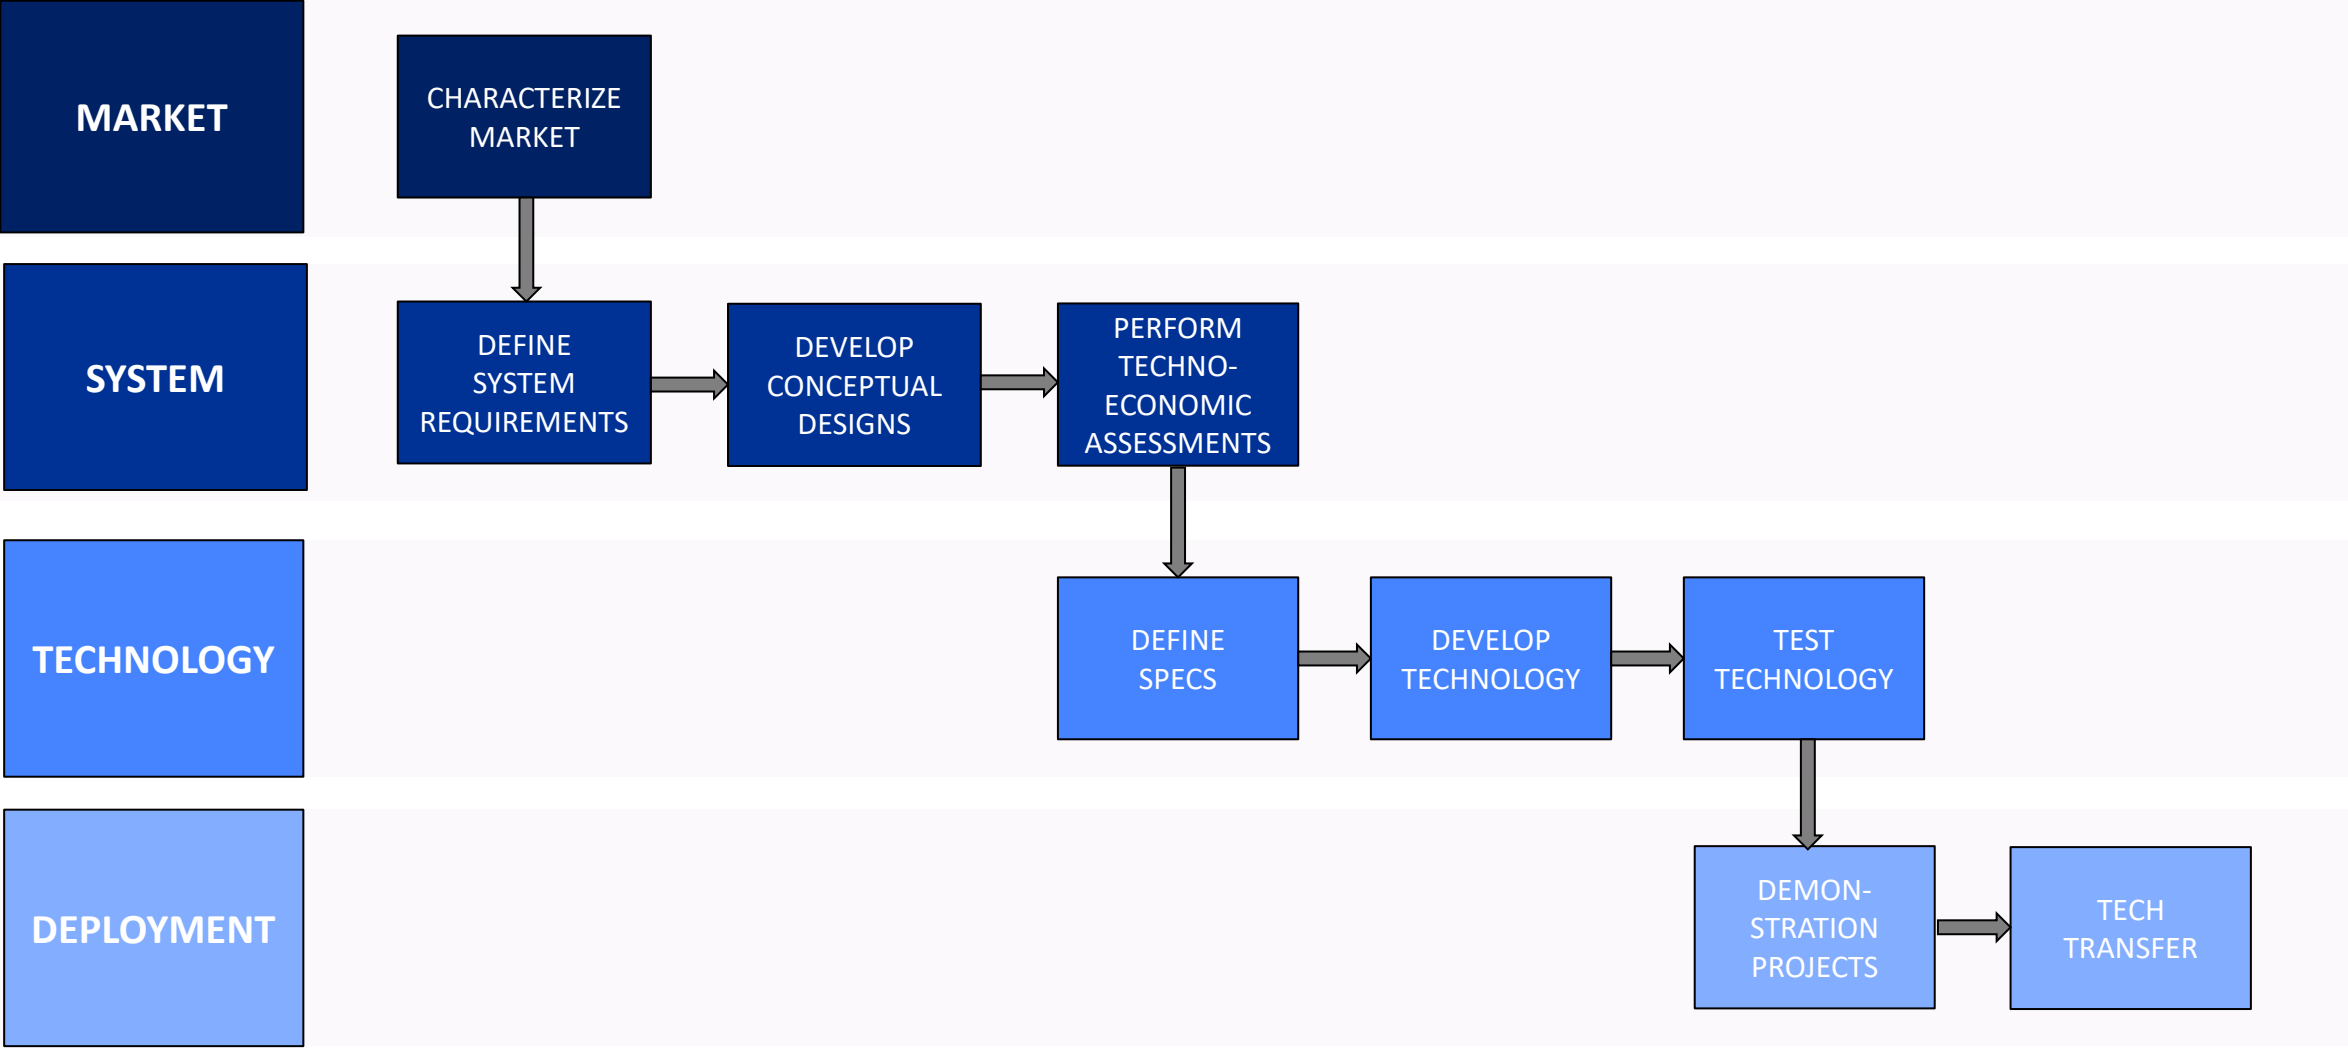 MARKET
CHARACTERIZE
MARKET
SYSTEM
DEFINE
SYSTEM
REQUIREMENTS
DEVELOP
CONCEPTUAL
DESIGNS
PERFORM
TECHNO-
ECONOMIC
ASSESSMENTS
TECHNOLOGY
DEFINE
SPECS
DEVELOP
TECHNOLOGY
TEST
TECHNOLOGY
DEPLOYMENT
DEMON-
STRATION
PROJECTS
TECH
TRANSFER